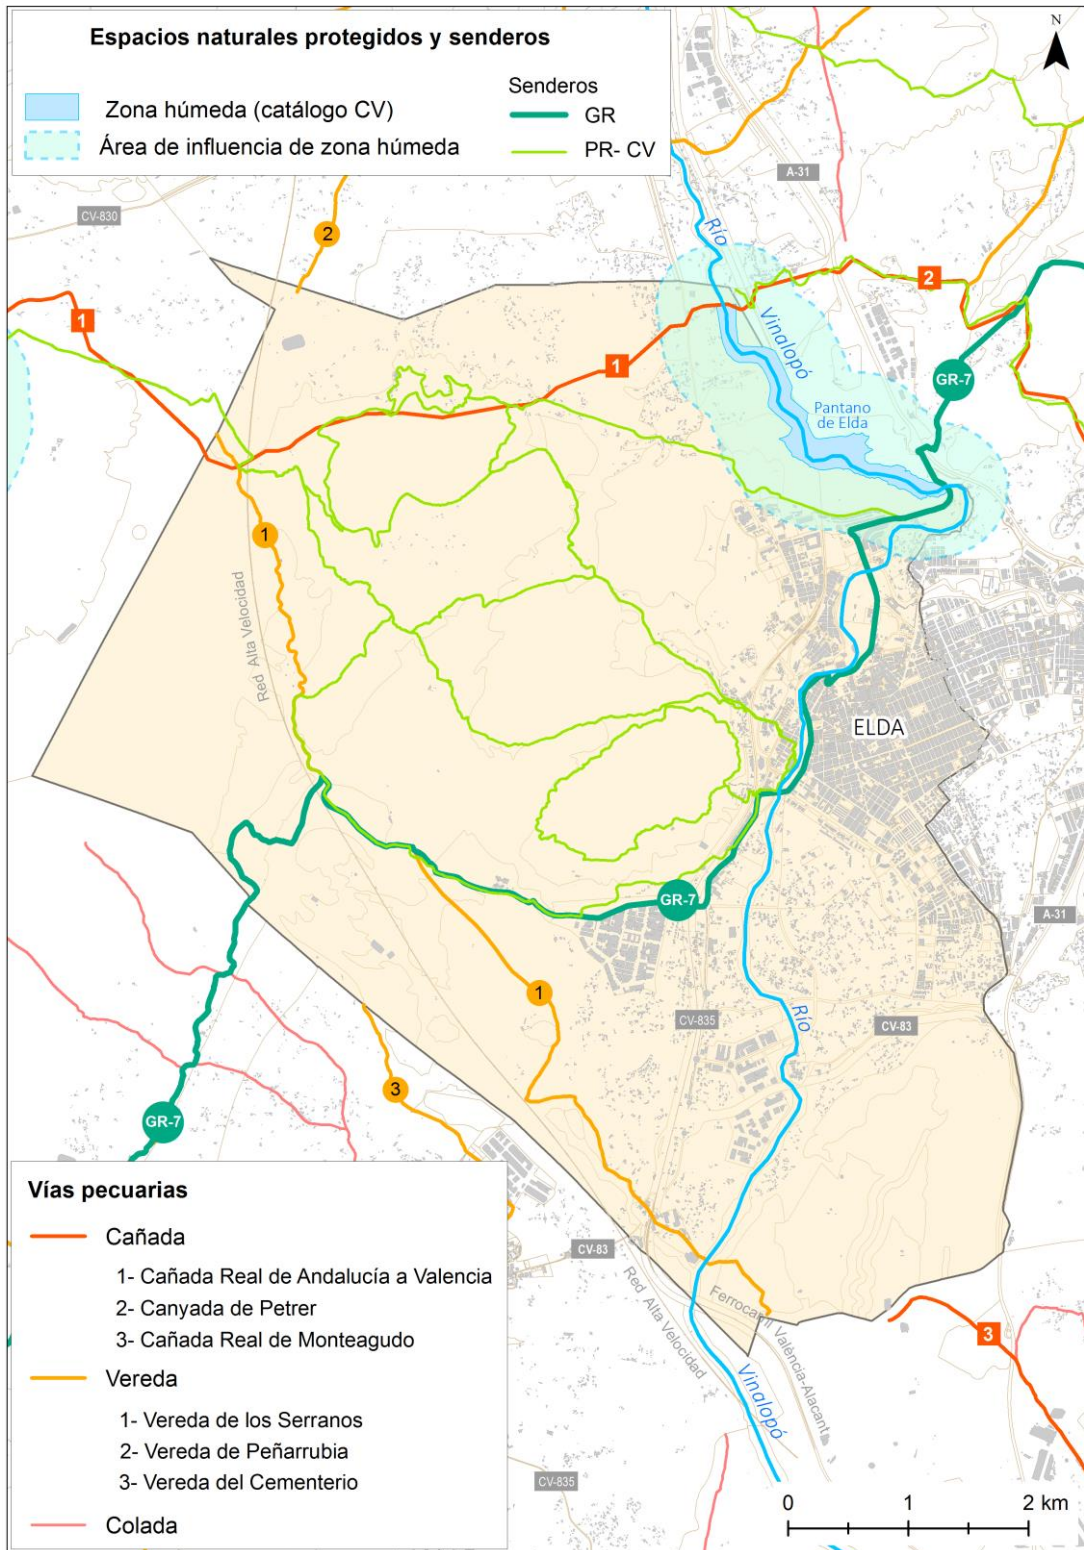 Espacios naturales protegidos y senderos
Zona húmeda (catálogo CV)
Área de influencia de zona húmeda
Senderos
GR
PR- CV
N
A-31
CV-830
2
Río
2
1
1
Vinalopó
GR-7
Pantano
de Elda
1
Red Alta Velocidad
ELDA
GR-7
A-31
1
Río
CV-835
CV-83
3
GR-7
CV-83
Red Alta Velocidad
Ferrocarril València-Alacant
3
Vinalopó
CV-835
Vías pecuarias
Cañada
1- Cañada Real de Andalucía a Valencia
2- Canyada de Petrer
3- Cañada Real de Monteagudo
Vereda
1- Vereda de los Serranos
2- Vereda de Peñarrubia
3- Vereda del Cementerio
Colada
0 1 2 km